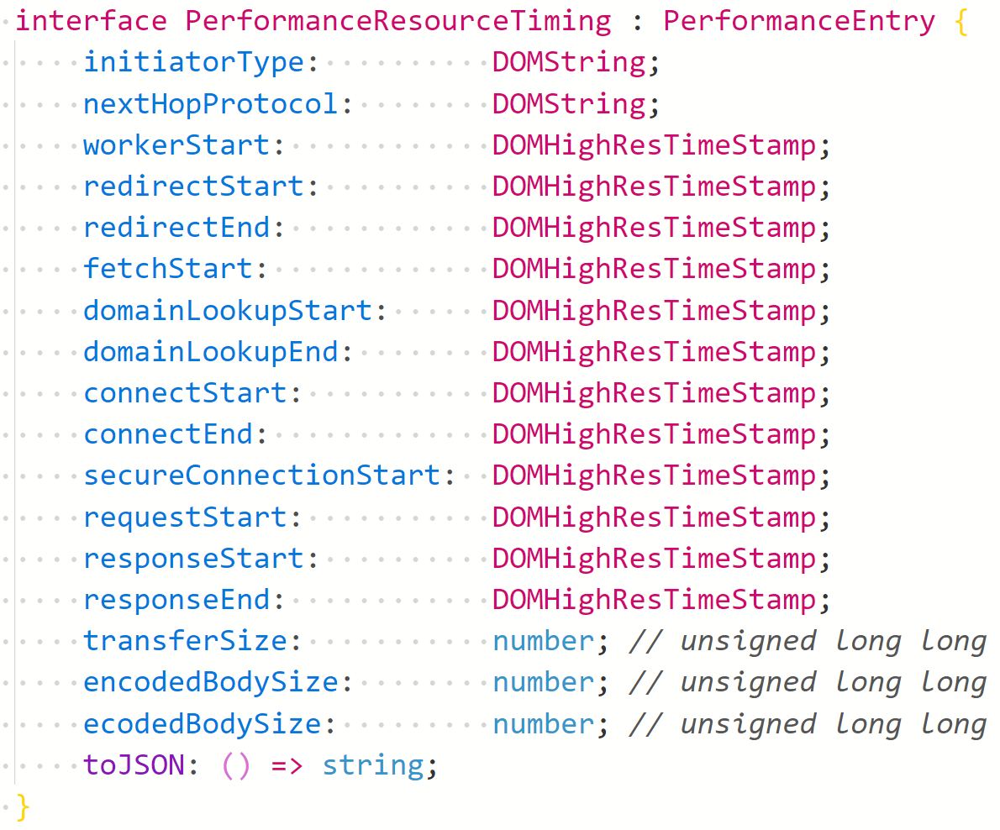 interface PerformanceResourceTiming : PerformanceEntry {
    initiatorType:          DOMString;
    nextHopProtocol:        DOMString;
    workerStart:            DOMHighResTimeStamp;
    redirectStart:          DOMHighResTimeStamp;
    redirectEnd:            DOMHighResTimeStamp;
    fetchStart:             DOMHighResTimeStamp;
    domainLookupStart:      DOMHighResTimeStamp;
    domainLookupEnd:        DOMHighResTimeStamp;
    connectStart:           DOMHighResTimeStamp;
    connectEnd:             DOMHighResTimeStamp;
    secureConnectionStart:  DOMHighResTimeStamp;
    requestStart:           DOMHighResTimeStamp;
    responseStart:          DOMHighResTimeStamp;
    responseEnd:            DOMHighResTimeStamp;
    transferSize:           number; // unsigned long long
    encodedBodySize:        number; // unsigned long long
    ecodedBodySize:         number; // unsigned long long
    toJSON: () => string;
}